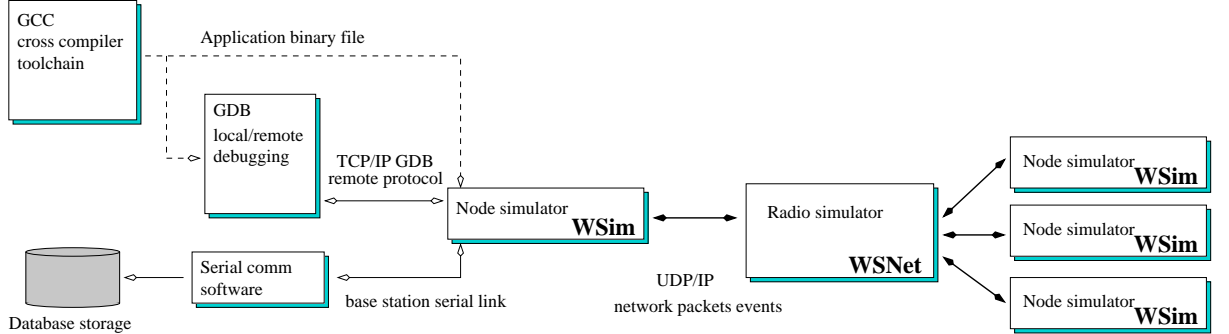 GCC
cross compiler
toolchain
Application binary file
GDB
local/remote
debugging
TCP/IP GDB
remote protocol
Node simulator
WSim
Serial comm
software
base station serial link
Database storage
Radio simulator
WSNet
UDP/IP
network packets events
Node simulator
WSim
Node simulator
WSim
Node simulator
WSim